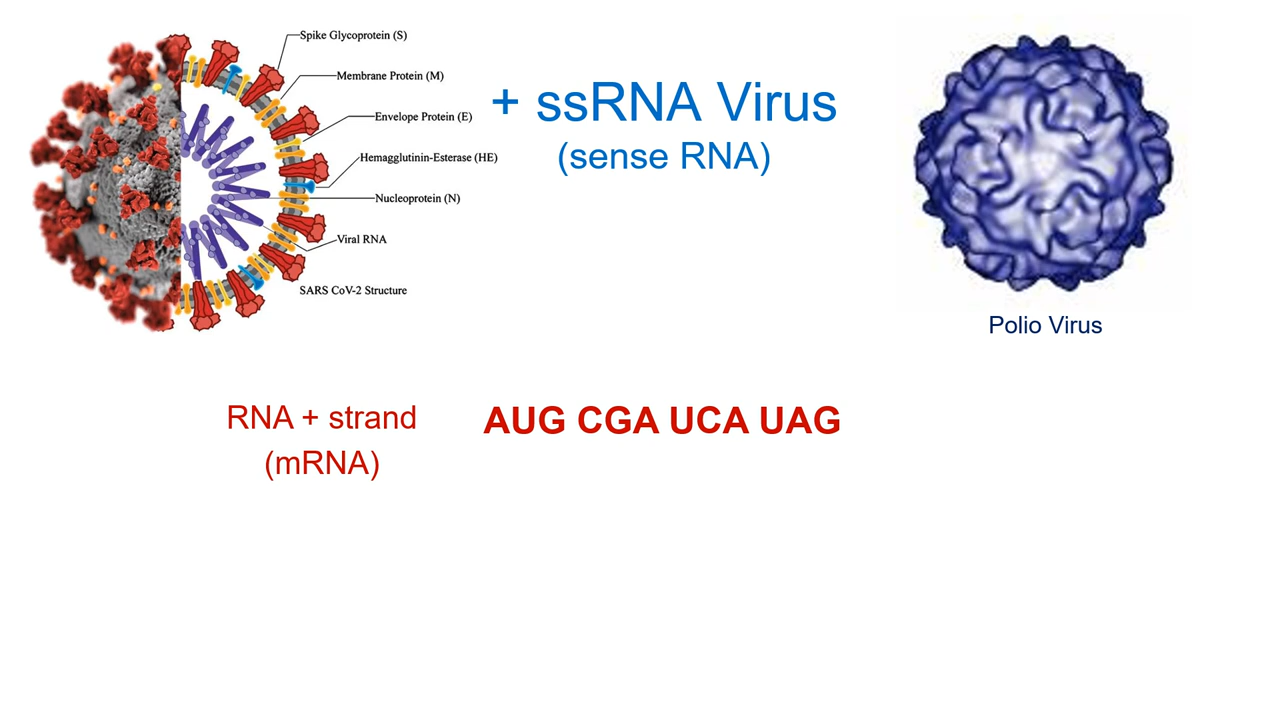 Spike Glycoprotein (S)
Membrane Protein (M)
Envelope Protein (E)
Hemagglutinin-Esterase (HE)
Nucleoprotein (N)
Viral RNA
SARS CoV-2 Structure
+ ssRNA Virus
(sense RNA)
Polio Virus
RNA + strand
(mRNA)
AUG CGA UCA UAG